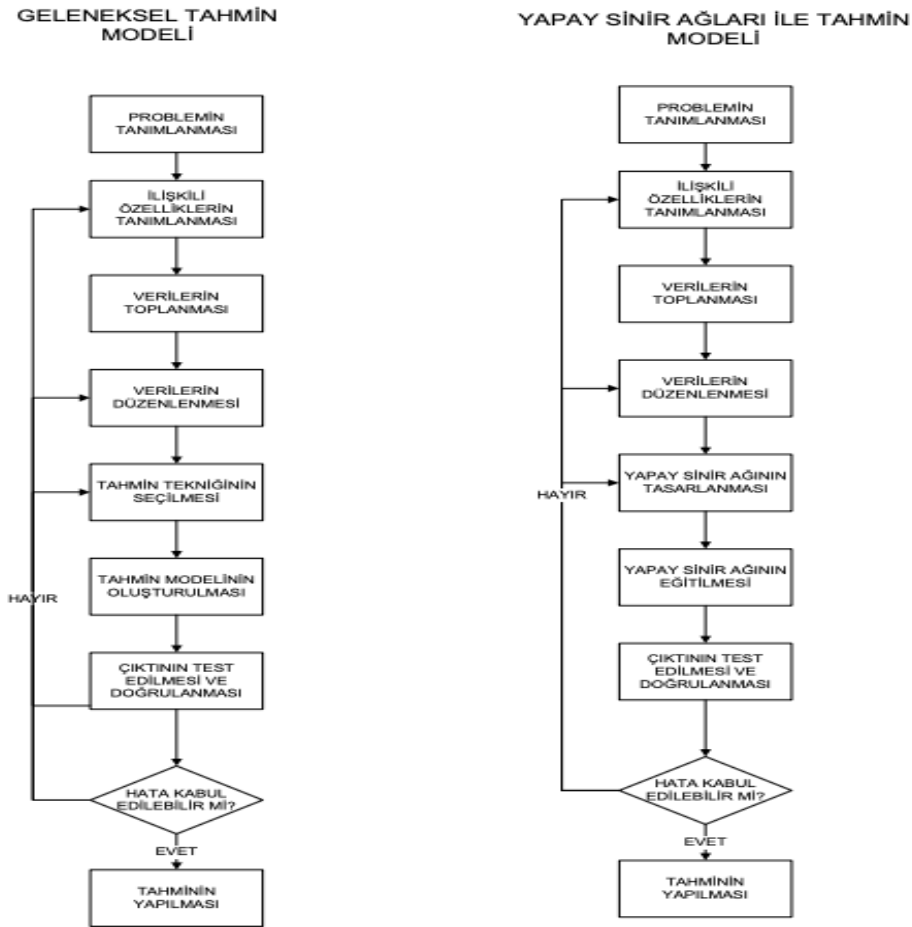 GELENEKSEL TAHMİN
MODELİ
PROBLEMİN
TANIMLANMASI
İLİŞKİLİ
ÖZELLİKLERİN
TANIMLANMASI
VERİLERİN
TOPLANMASI
VERİLERİN
DÜZENLENMESİ
TAHMİN TEKNİĞİNİN
SEÇİLMESİ
TAHMİN MODELİNİN
OLUŞTURULMASI
HAYIR
ÇIKTININ TEST
EDİLMESİ VE
DOĞRULANMASI
HATA KABUL
EDİLEBİLİR Mİ?
EVET
TAHMİNİN
YAPILMASI
YAPAY SİNİR AĞLARI İLE TAHMİN
MODELİ
PROBLEMİN
TANIMLANMASI
İLİŞKİLİ
ÖZELLİKLERİN
TANIMLANMASI
VERİLERİN
TOPLANMASI
VERİLERİN
DÜZENLENMESİ
YAPAY SİNİR AĞININ
TASARLANMASI
HAYIR
YAPAY SİNİR AĞININ
EĞİTİLMESİ
ÇIKTININ TEST
EDİLMESİ VE
DOĞRULANMASI
HATA KABUL
EDİLEBİLİR Mİ?
EVET
TAHMİNİN
YAPILMASI